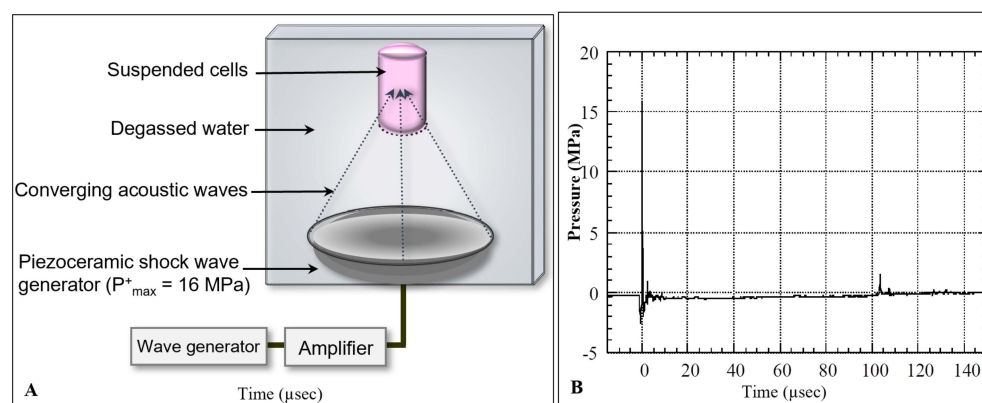 Suspended cells
Degassed water
Converging acoustic waves
Piezoceramic shock wave
generator (P⁺max = 16 MPa)
Wave generator
Amplifier
A
Time (µsec)
Pressure (MPa)
20
15
10
5
0
-5
0 20 40 60 80 100 120 140
Time (µsec)
B